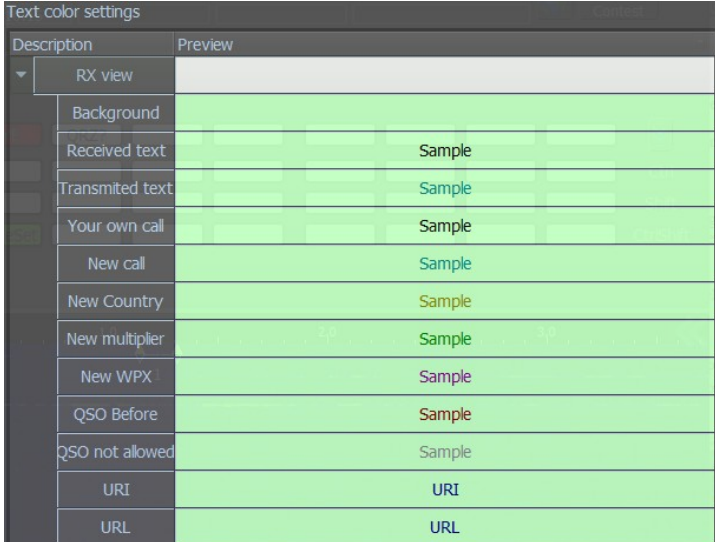 Text color settings
Contest
Description Preview
RX view
Background
Received text Sample
Transmited text Sample
Your own call Sample
New call Sample
New Country Sample
New multiplier Sample
New WPX Sample
QSO Before Sample
QSO not allowed Sample
URI URI
URL URL